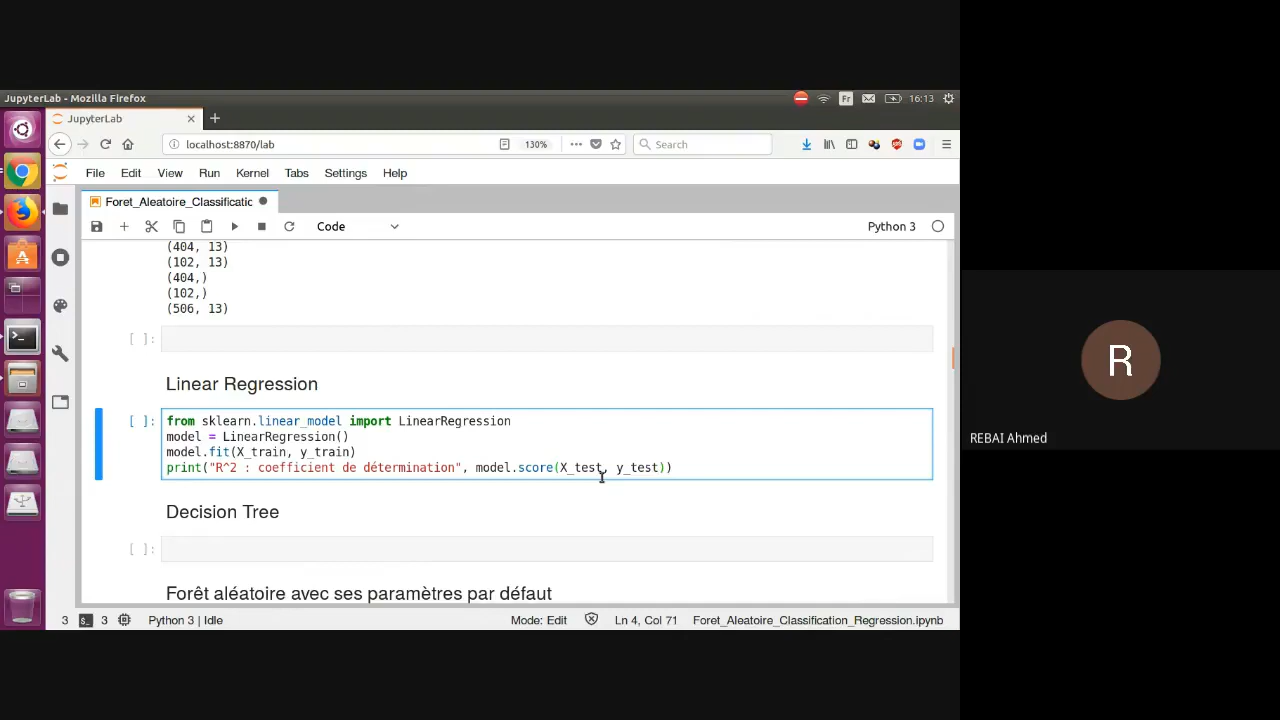 JupyterLab - Mozilla Firefox
Fr
16:13
JupyterLab
localhost:8870/lab
130%
Search
File Edit View Run Kernel Tabs Settings Help
Foret_Aleatoire_Classificatic
Code
Python 3
(404, 13)
(102, 13)
(404,)
(102,)
(506, 13)
[ ]:
Linear Regression
[ ]: from sklearn.linear_model import LinearRegression
model = LinearRegression()
model.fit(X_train, y_train)
print("R^2 : coefficient de détermination", model.score(X_test, y_test))
Decision Tree
[ ]:
Forêt aléatoire avec ses paramètres par défaut
3 3 Python 3 | Idle Mode: Edit Ln 4, Col 71 Foret_Aleatoire_Classification_Regression.ipynb
R
REBAI Ahmed